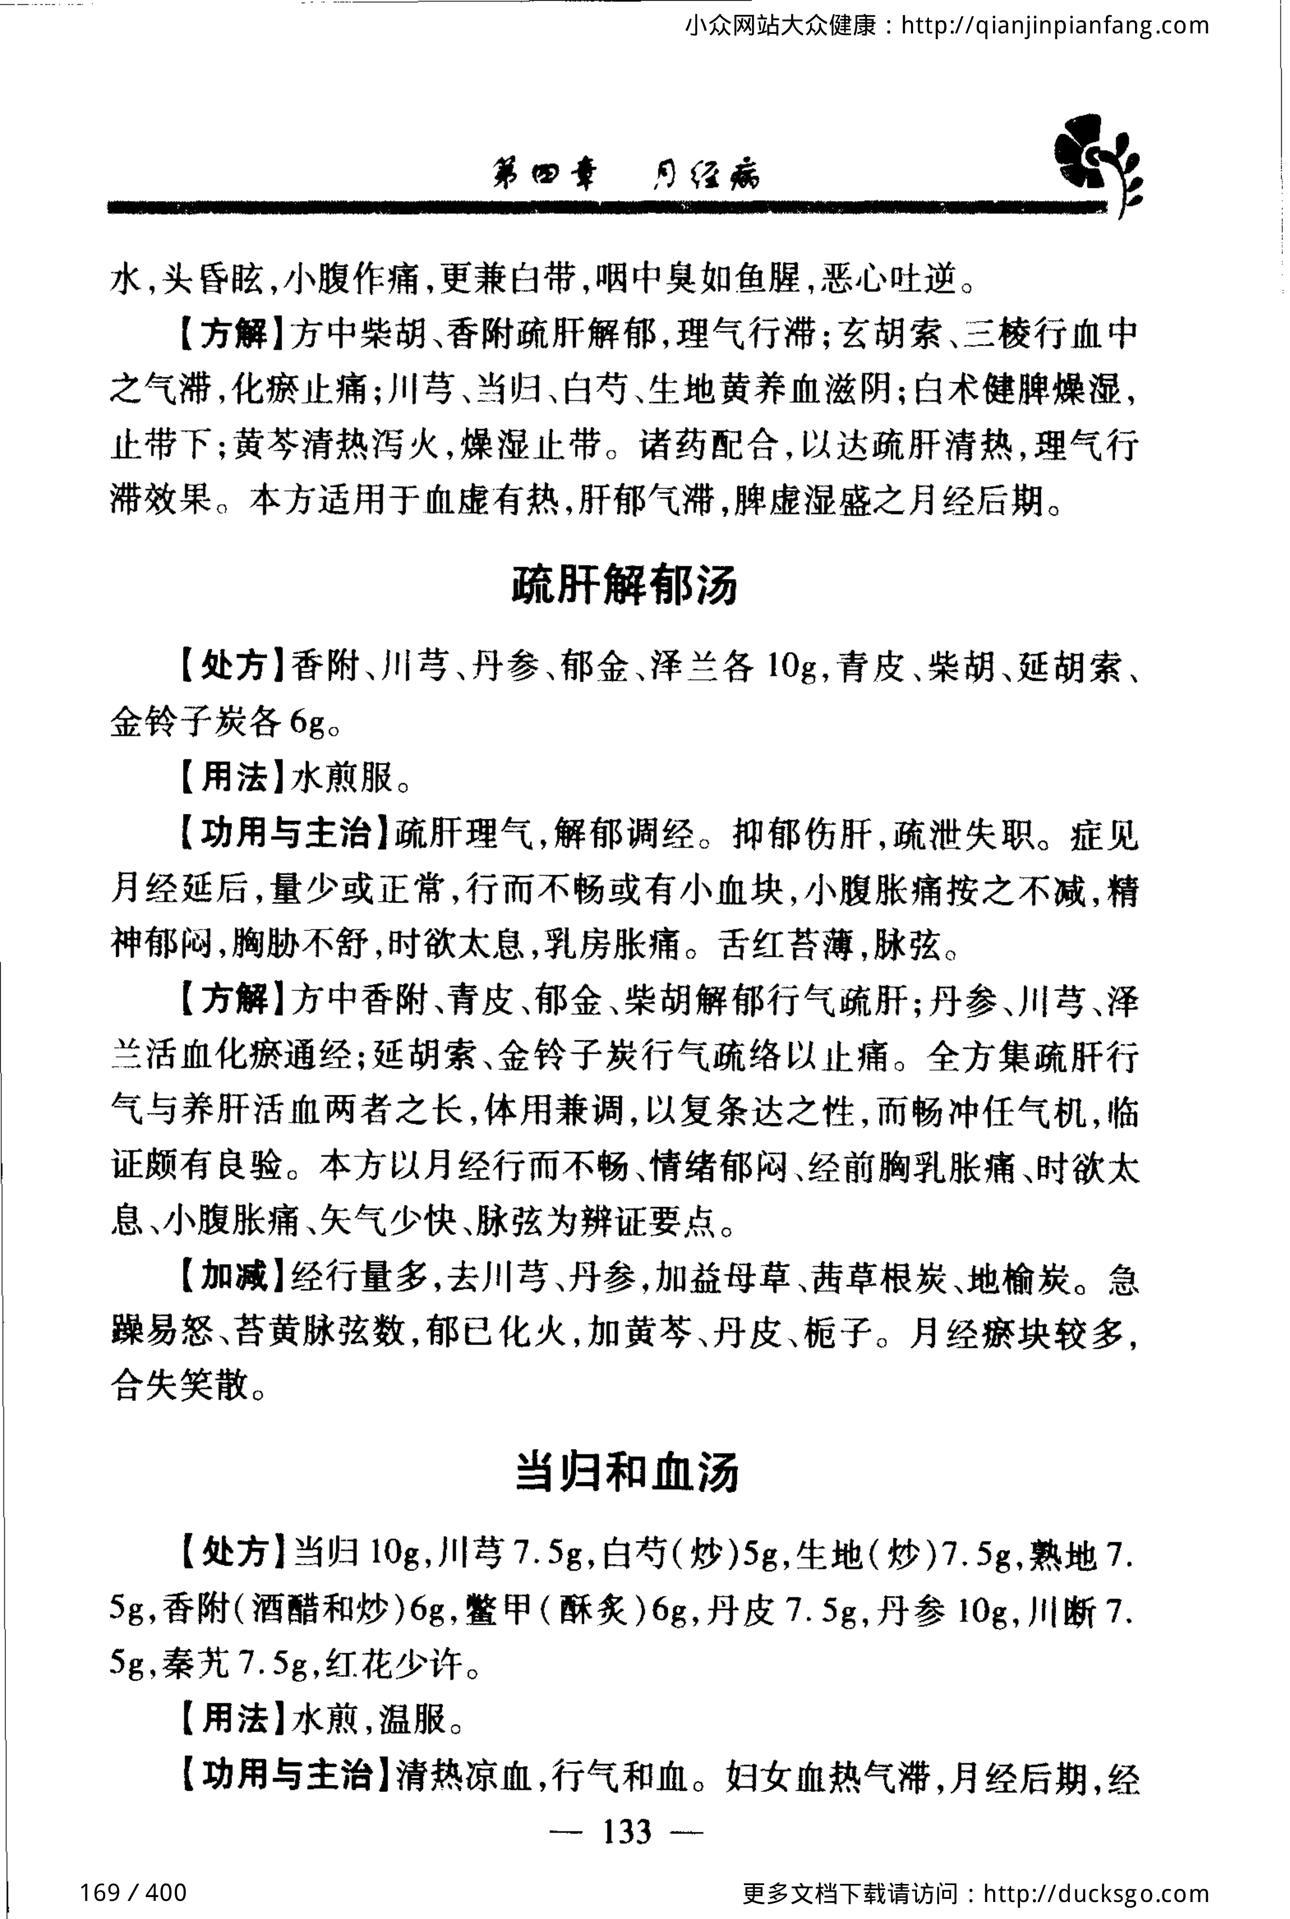 小众网站大众健康：http://qianjinpianfang.com
第四章 月经病
水,头昏眩,小腹作痛,更兼白带,咽中臭如鱼腥,恶心吐逆。
【方解】方中柴胡、香附疏肝解郁,理气行滞;玄胡索、三棱行血中
之气滞,化瘀止痛;川芎、当归、白芍、生地黄养血滋阴;白术健脾燥湿,
止带下;黄芩清热泻火,燥湿止带。诸药配合,以达疏肝清热,理气行
滞效果。本方适用于血虚有热,肝郁气滞,脾虚湿盛之月经后期。
疏肝解郁汤
【处方】香附、川芎、丹参、郁金、泽兰各 10g,青皮、柴胡、延胡索、
金铃子炭各 6g。
【用法】水煎服。
【功用与主治】疏肝理气,解郁调经。抑郁伤肝,疏泄失职。症见
月经延后,量少或正常,行而不畅或有小血块,小腹胀痛按之不减,精
神郁闷,胸胁不舒,时欲太息,乳房胀痛。舌红苔薄,脉弦。
【方解】方中香附、青皮、郁金、柴胡解郁行气疏肝;丹参、川芎、泽
兰活血化瘀通经;延胡索、金铃子炭行气疏络以止痛。全方集疏肝行
气与养肝活血两者之长,体用兼调,以复条达之性,而畅冲任气机,临
证颇有良验。本方以月经行而不畅、情绪郁闷、经前胸乳胀痛、时欲太
息、小腹胀痛、矢气少快、脉弦为辨证要点。
【加减】经行量多,去川芎、丹参,加益母草、茜草根炭、地榆炭。急
躁易怒、苔黄脉弦数,郁已化火,加黄芩、丹皮、栀子。月经瘀块较多,
合失笑散。
当归和血汤
【处方】当归 10g,川芎 7.5g,白芍(炒)5g,生地(炒)7.5g,熟地 7.
5g,香附(酒醋和炒)6g,鳖甲(酥炙)6g,丹皮 7.5g,丹参 10g,川断 7.
5g,秦艽 7.5g,红花少许。
【用法】水煎,温服。
【功用与主治】清热凉血,行气和血。妇女血热气滞,月经后期,经
— 133 —
169 / 400
更多文档下载请访问：http://ducksgo.com